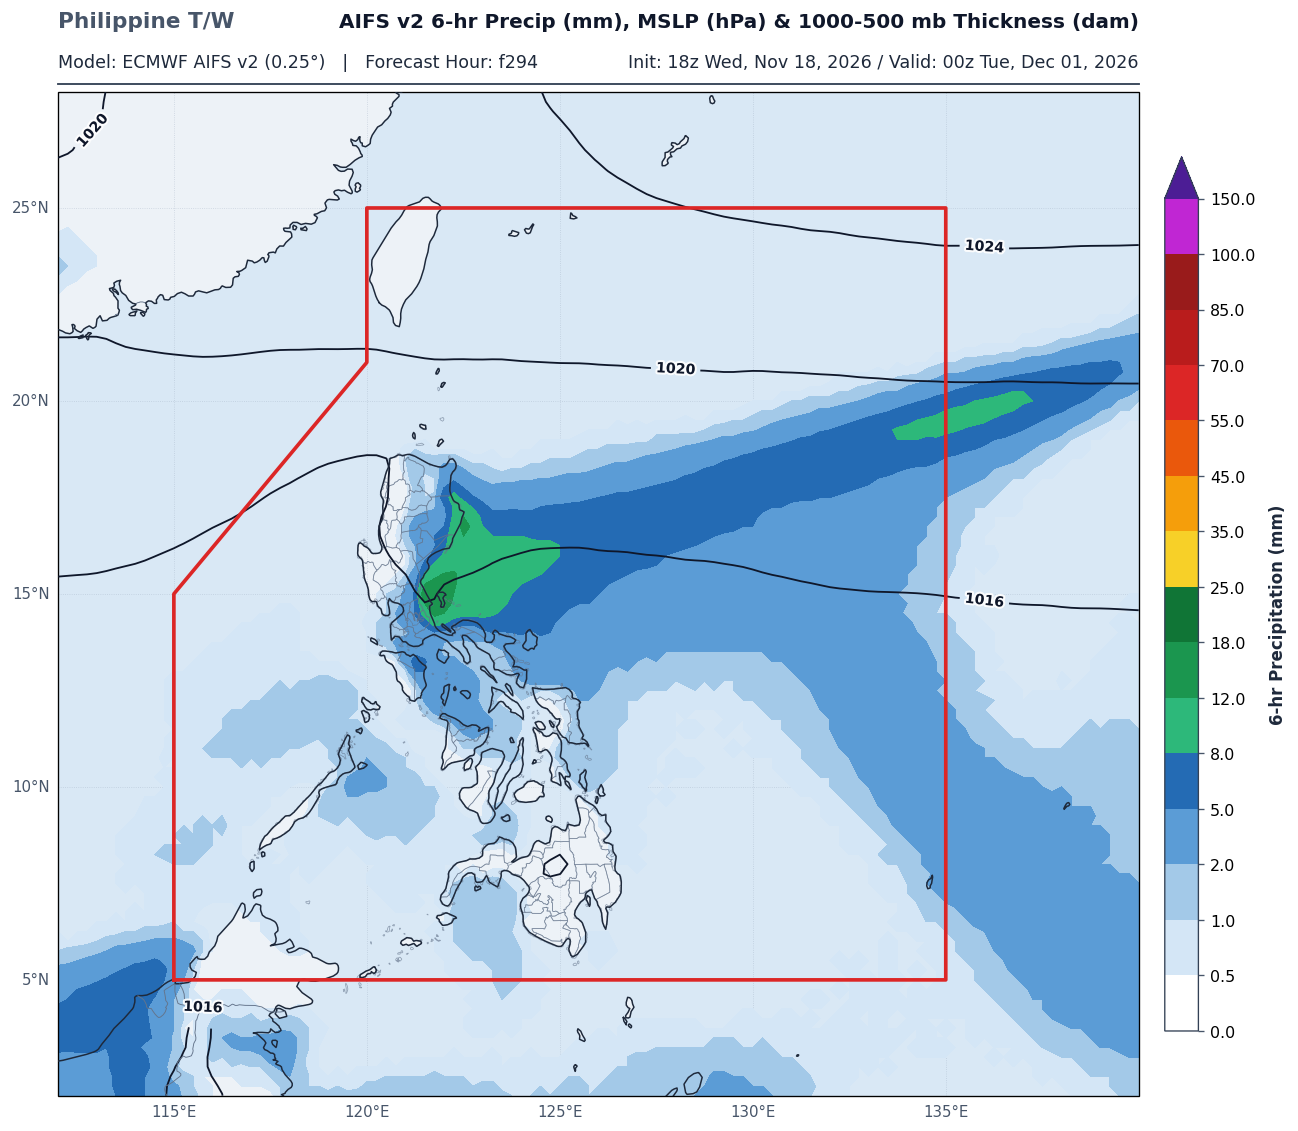 Philippine T/W
AIFS v2 6-hr Precip (mm), MSLP (hPa) & 1000-500 mb Thickness (dam)
Model: ECMWF AIFS v2 (0.25°) | Forecast Hour: f294
Init: 18z Wed, Nov 18, 2026 / Valid: 00z Tue, Dec 01, 2026
1020
25°N
1024
1020
20°N
1016
15°N
10°N
5°N
1016
115°E
120°E
125°E
130°E
135°E
150.0
100.0
85.0
70.0
55.0
45.0
35.0
25.0
18.0
12.0
8.0
5.0
2.0
1.0
0.5
0.0
6-hr Precipitation (mm)